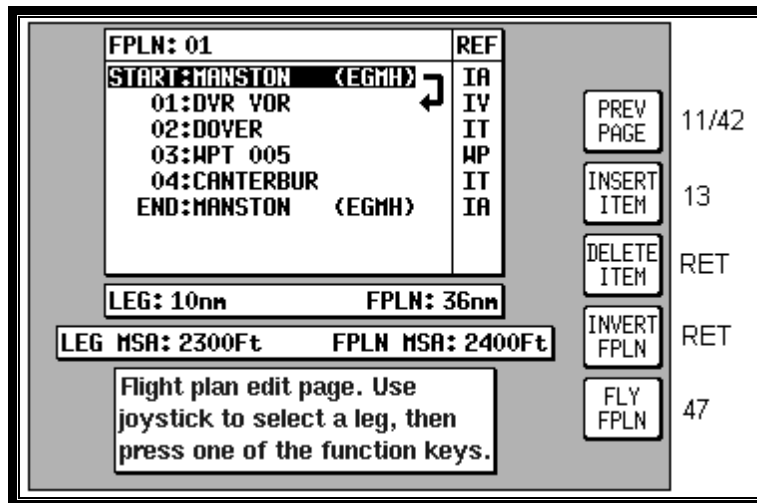 FPLN: 01 REF
START:MANSTON (EGMH) IA
01:DVR VOR IV
02:DOVER IT
03:WPT 005 WP
04:CANTERBUR IT
END:MANSTON (EGMH) IA
LEG: 10nm FPLN: 36nm
LEG MSA: 2300Ft FPLN MSA: 2400Ft
Flight plan edit page. Use
joystick to select a leg, then
press one of the function keys.
PREV
PAGE
11/42
INSERT
ITEM
13
DELETE
ITEM
RET
INVERT
FPLN
RET
FLY
FPLN
47